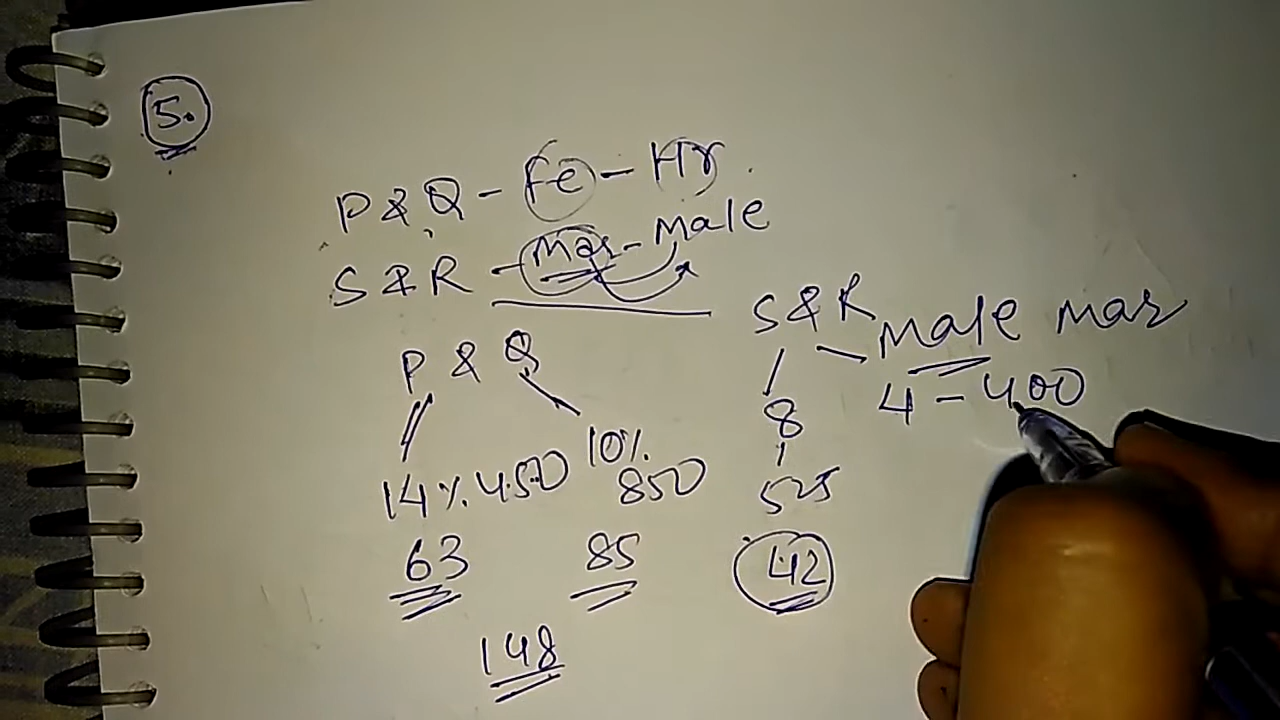 5.
P & Q - Fe - Hr.
S & R - Mar - Male
P & Q
14% 450
10% 850
63
85
148
S & R Male Mar
8
525
42
4 - 400